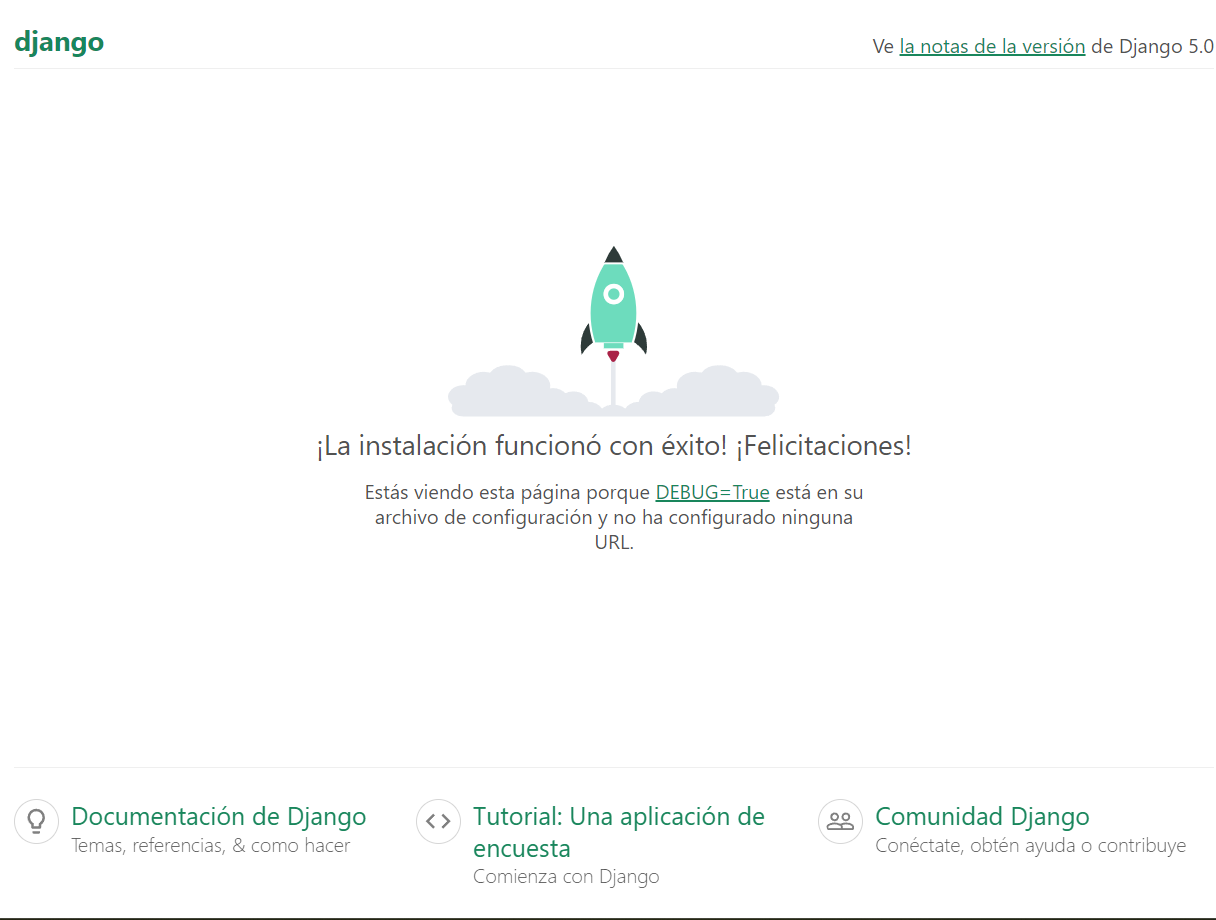 django
Ve la notas de la versión de Django 5.0
¡La instalación funcionó con éxito! ¡Felicitaciones!
Estás viendo esta página porque DEBUG=True está en su
archivo de configuración y no ha configurado ninguna
URL.
Documentación de Django
Temas, referencias, & como hacer
Tutorial: Una aplicación de
encuesta
Comienza con Django
Comunidad Django
Conéctate, obtén ayuda o contribuye